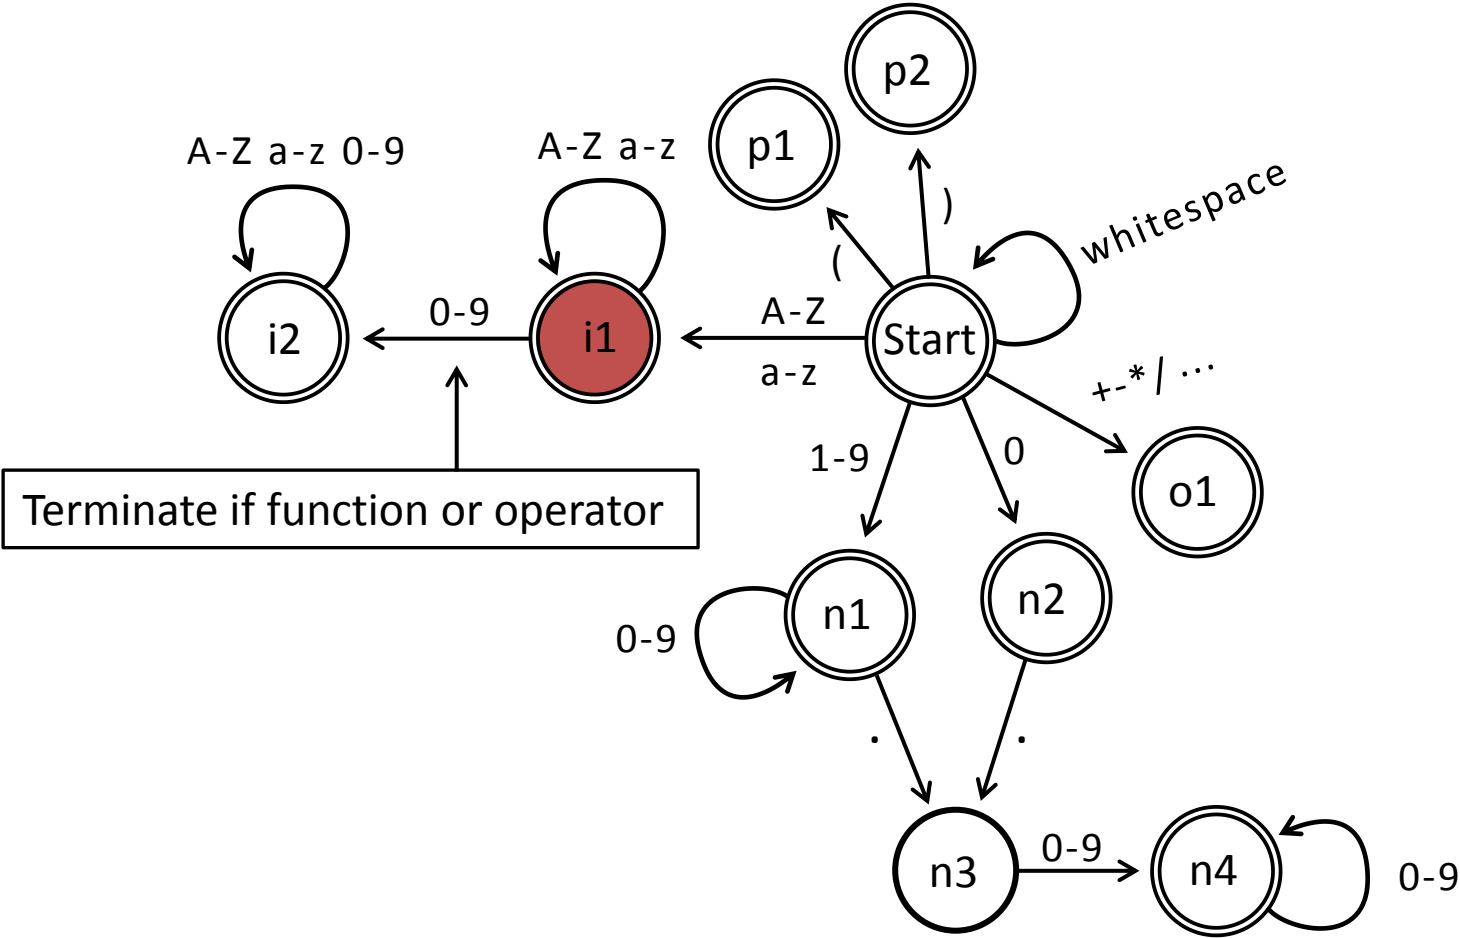 p2
p1
A-Z a-z 0-9
A-Z a-z
)
whitespace
(
i2
0-9
i1
A-Z
a-z
Start
+-*/ ...
1-9
0
Terminate if function or operator
o1
0-9
n1
n2
.
.
n3
0-9
n4
0-9